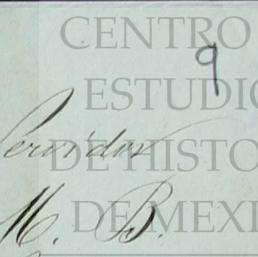 CENTRO
9
ESTUDIO
Servidor
DE HISTO
M. B.
DE MEXI